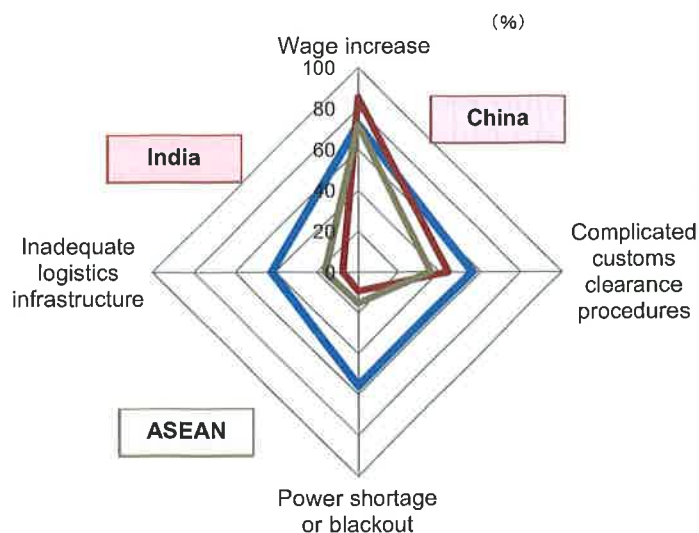 (%)
Wage increase
100
80
60
40
20
0
China
India
Inadequate
logistics
infrastructure
Complicated
customs
clearance
procedures
ASEAN
Power shortage
or blackout